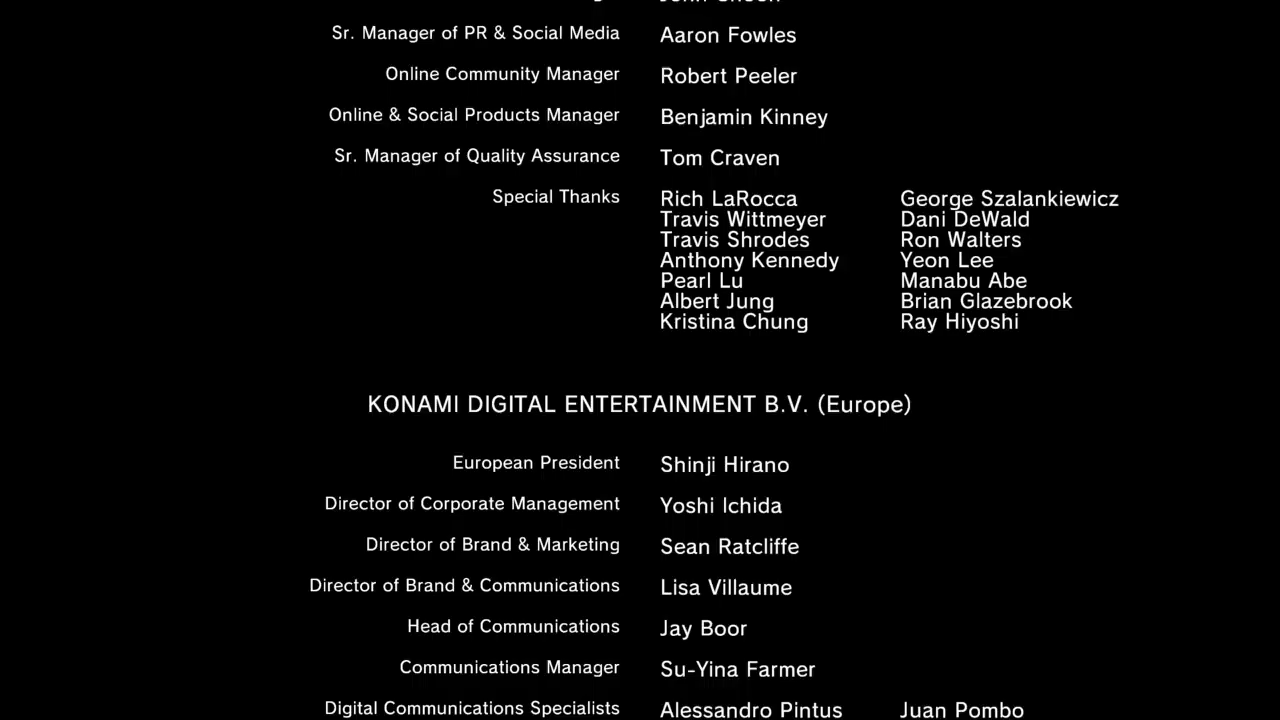 Sr. Manager of PR & Social Media Aaron Fowles
Online Community Manager Robert Peeler
Online & Social Products Manager Benjamin Kinney
Sr. Manager of Quality Assurance Tom Craven
Special Thanks Rich LaRocca George Szalankiewicz
Travis Wittmeyer Dani DeWald
Travis Shrodes Ron Walters
Anthony Kennedy Yeon Lee
Pearl Lu Manabu Abe
Albert Jung Brian Glazebrook
Kristina Chung Ray Hiyoshi
KONAMI DIGITAL ENTERTAINMENT B.V. (Europe)
European President Shinji Hirano
Director of Corporate Management Yoshi Ichida
Director of Brand & Marketing Sean Ratcliffe
Director of Brand & Communications Lisa Villaume
Head of Communications Jay Boor
Communications Manager Su-Yina Farmer
Digital Communications Specialists Alessandro Pintus Juan Pombo